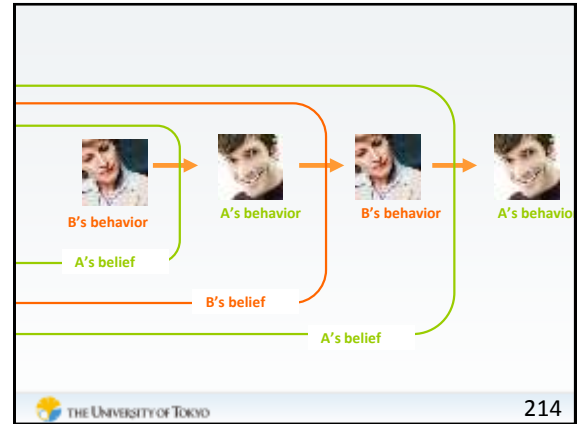 B's behavior
A's behavior
B's behavior
A's behavio
A's belief
B's belief
A's belief
THE UNIVERSITY OF TOKYO
214